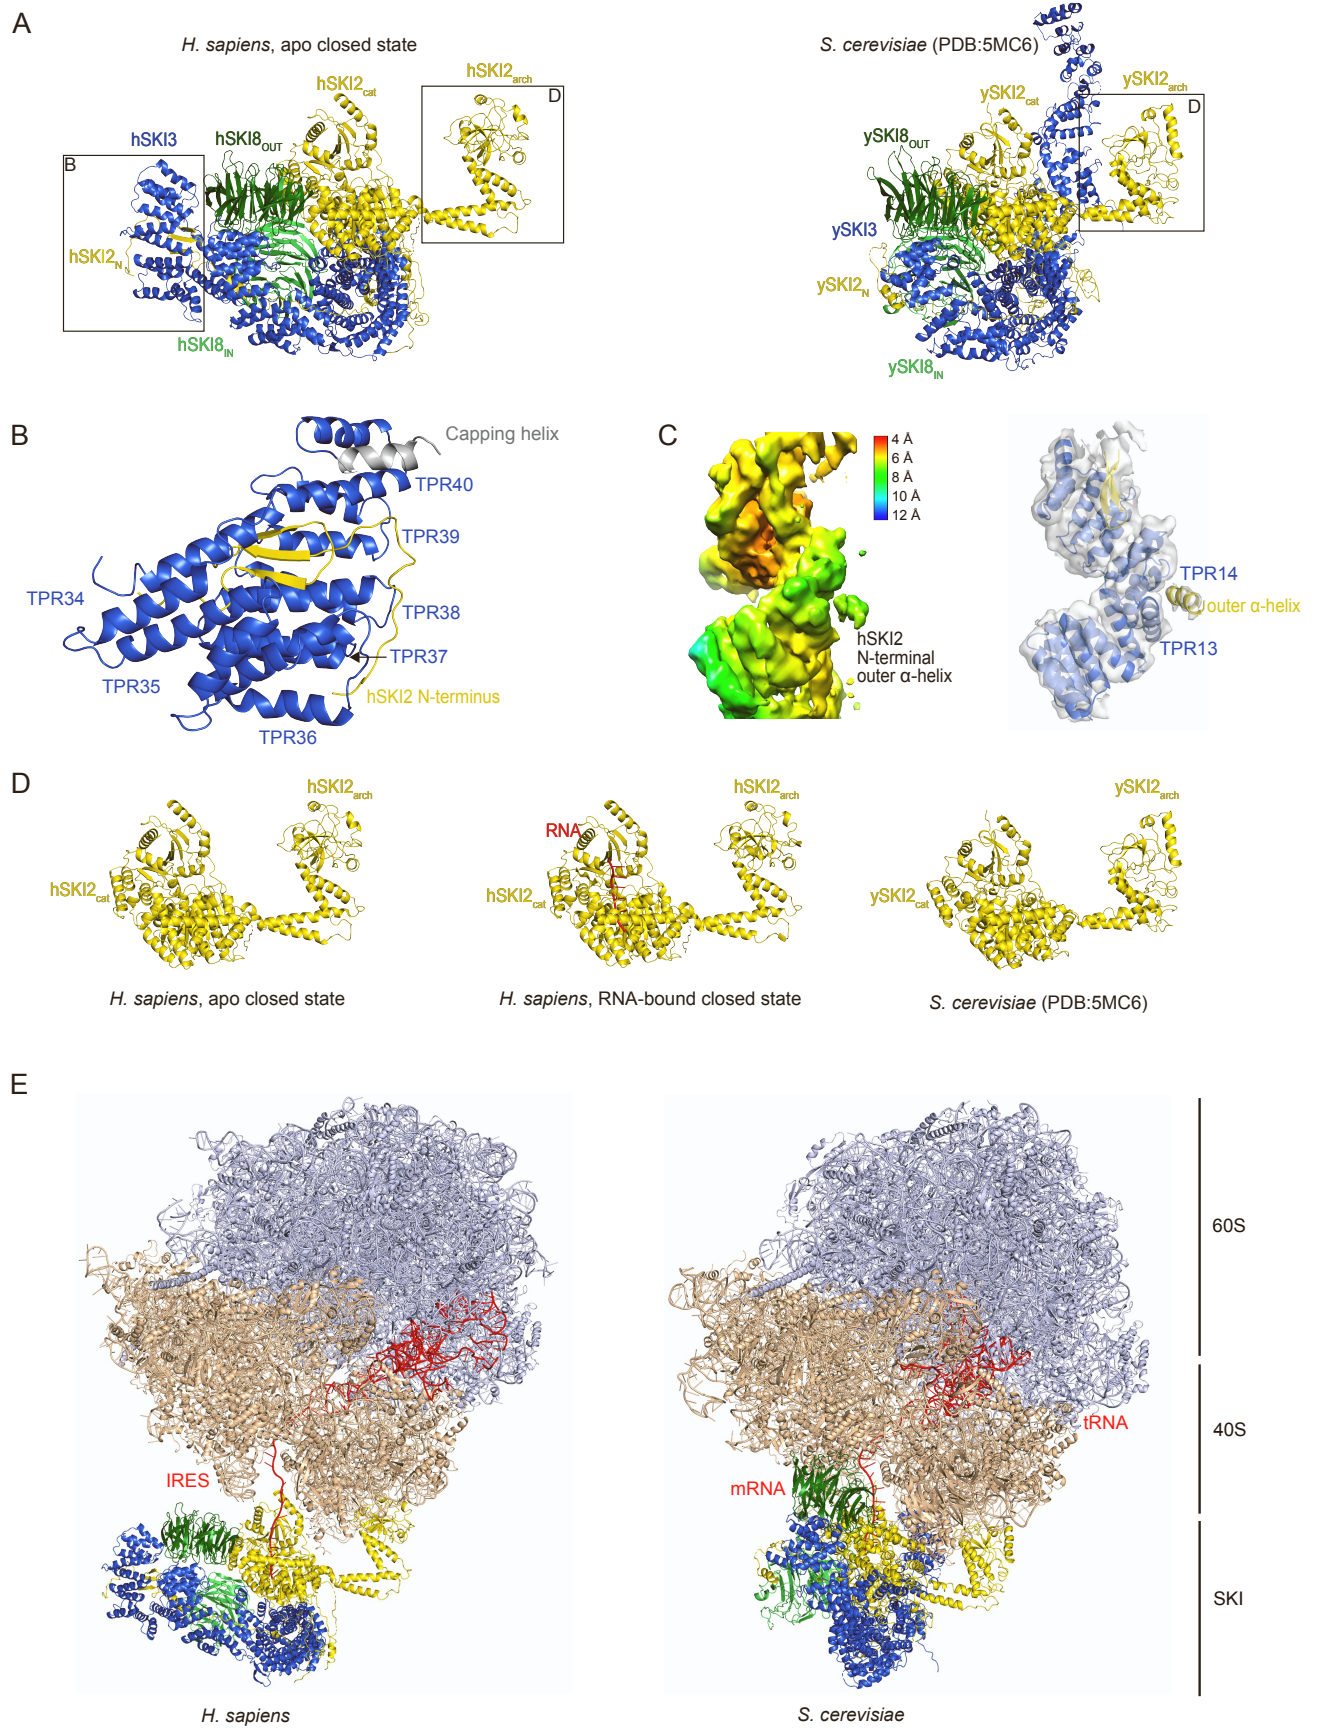 A
H. sapiens, apo closed state
S. cerevisiae (PDB:5MC6)
hSKI2arch
hSKI2cat
D
hSKI3
hSKI8OUT
B
hSKI2N
hSKI8IN
ySKI2arch
ySKI2cat
D
ySKI8OUT
ySKI3
ySKI2N
ySKI8IN
B
Capping helix
TPR40
TPR39
TPR34
TPR38
TPR37
TPR35
hSKI2 N-terminus
TPR36
C
4 Å
6 Å
8 Å
10 Å
12 Å
hSKI2
N-terminal
outer α-helix
TPR14
outer α-helix
TPR13
D
hSKI2arch
hSKI2cat
H. sapiens, apo closed state
hSKI2arch
RNA
hSKI2cat
H. sapiens, RNA-bound closed state
ySKI2arch
ySKI2cat
S. cerevisiae (PDB:5MC6)
E
60S
40S
SKI
IRES
H. sapiens
tRNA
mRNA
S. cerevisiae